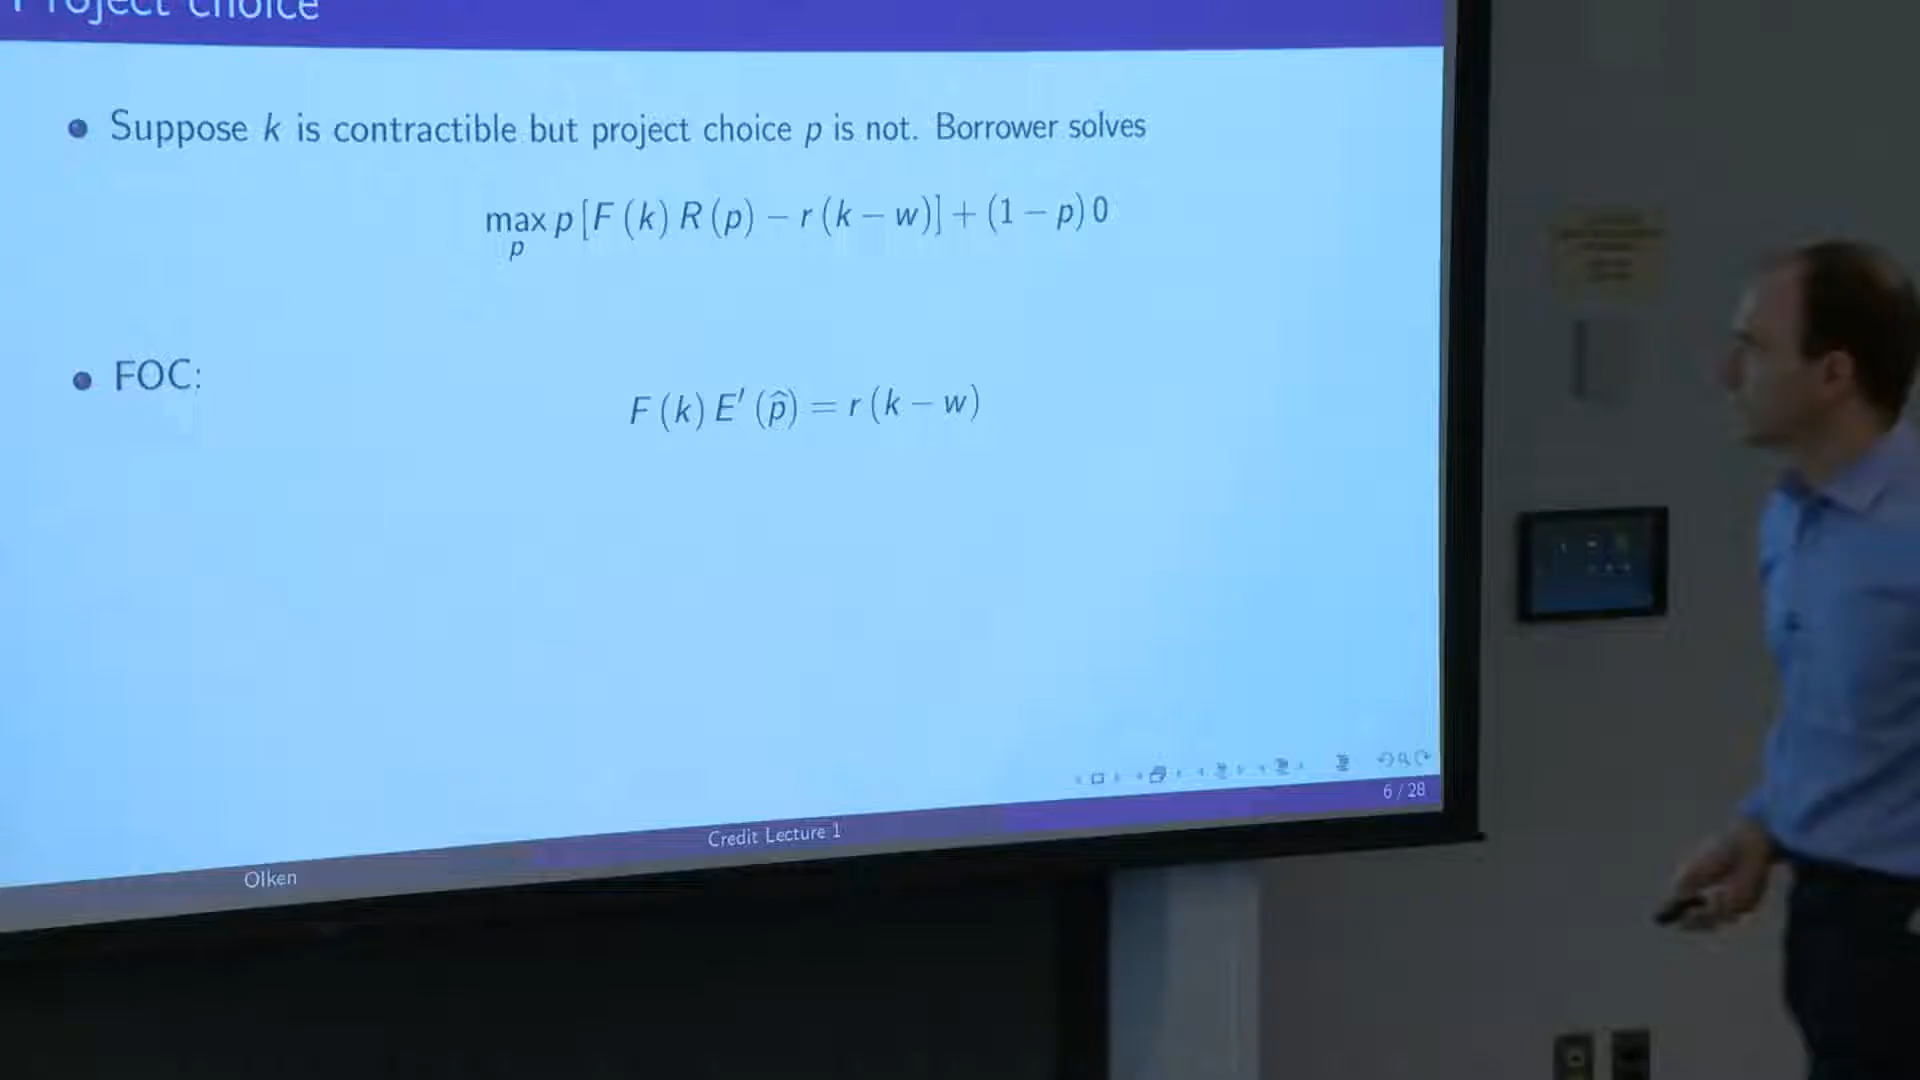 Project choice
Suppose k is contractible but project choice p is not. Borrower solves
max p [F (k) R (p) − r (k − w)] + (1 − p) 0
p
FOC:
F (k) E′ (p̂) = r (k − w)
6 / 28
Credit Lecture 1
Olken